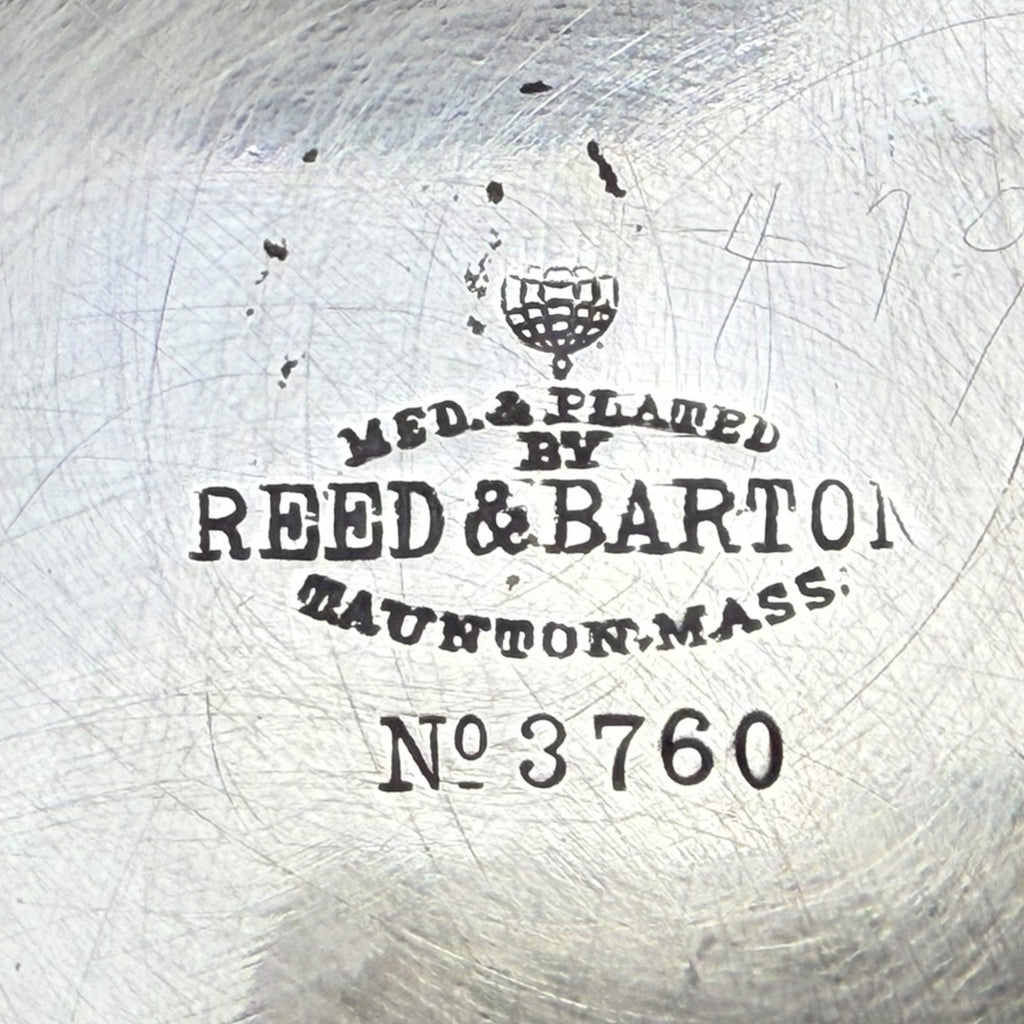 MFD. & PLATED
BY
REED & BARTON
TAUNTON, MASS.
Nº 3760